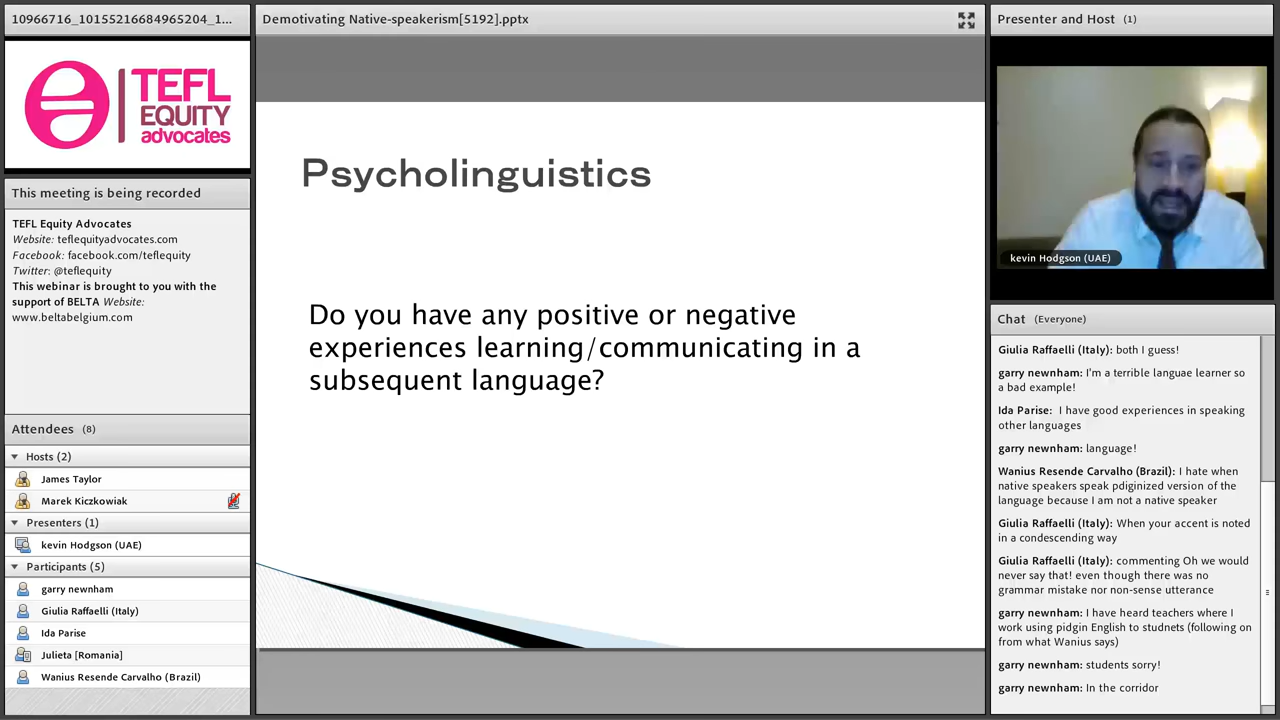 10966716_10155216684965204_1...
TEFL
EQUITY
advocates
This meeting is being recorded
TEFL Equity Advocates
Website: teflequityadvocates.com
Facebook: facebook.com/teflequity
Twitter: @teflequity
This webinar is brought to you with the
support of BELTA Website:
www.beltabelgium.com
Attendees (8)
Hosts (2)
James Taylor
Marek Kiczkowiak
Presenters (1)
kevin Hodgson (UAE)
Participants (5)
garry newnham
Giulia Raffaelli (Italy)
Ida Parise
Julieta [Romania]
Wanius Resende Carvalho (Brazil)
Demotivating Native-speakerism[5192].pptx
Psycholinguistics
Do you have any positive or negative
experiences learning/communicating in a
subsequent language?
Presenter and Host (1)
kevin Hodgson (UAE)
Chat (Everyone)
Giulia Raffaelli (Italy): both I guess!
garry newnham: I'm a terrible languae learner so
a bad example!
Ida Parise: I have good experiences in speaking
other languages
garry newnham: language!
Wanius Resende Carvalho (Brazil): I hate when
native speakers speak pdiginized version of the
language because I am not a native speaker
Giulia Raffaelli (Italy): When your accent is noted
in a condescending way
Giulia Raffaelli (Italy): commenting Oh we would
never say that! even though there was no
grammar mistake nor non-sense utterance
garry newnham: I have heard teachers where I
work using pidgin English to studnets (following on
from what Wanius says)
garry newnham: students sorry!
garry newnham: In the corridor